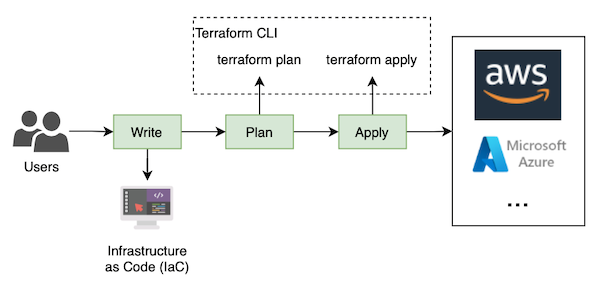 Terraform CLI
terraform plan
terraform apply
Users
Write
Plan
Apply
Infrastructure
as Code (IaC)
aws
Microsoft
Azure
...